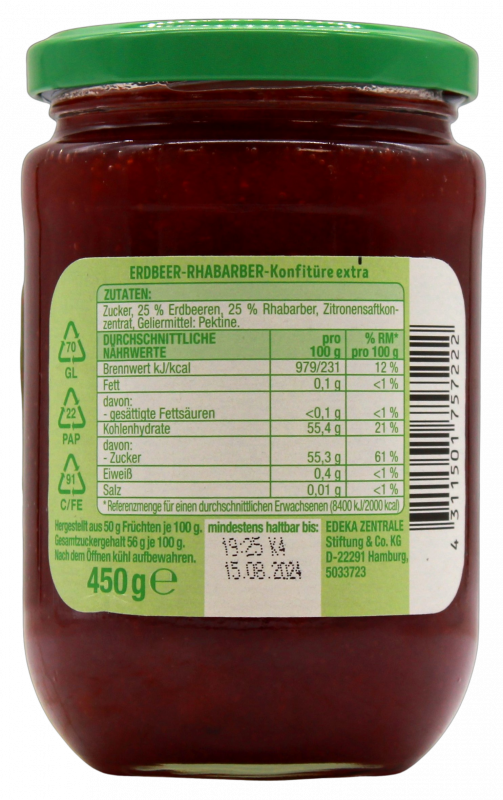 ERDBEER-RHABARBER-Konfitüre extra
ZUTATEN:
Zucker, 25 % Erdbeeren, 25 % Rhabarber, Zitronensaftkon-
zentrat, Geliermittel: Pektine.
DURCHSCHNITTLICHE NÄHRWERTE pro 100 g % RM* pro 100 g
Brennwert kJ/kcal 979/231 12 %
Fett 0,1 g <1 %
davon:
- gesättigte Fettsäuren <0,1 g <1 %
Kohlenhydrate 55,4 g 21 %
davon:
- Zucker 55,3 g 61 %
Eiweiß 0,4 g <1 %
Salz 0,01 g <1 %
*Referenzmenge für einen durchschnittlichen Erwachsenen (8400 kJ/2000 kcal)
70
GL
22
PAP
91
C/FE
Hergestellt aus 50 g Früchten je 100 g.
Gesamtzuckergehalt 56 g je 100 g.
Nach dem Öffnen kühl aufbewahren.
450 g ℮
mindestens haltbar bis:
19:25 K4
15.08.2024
EDEKA ZENTRALE
Stiftung & Co. KG
D-22291 Hamburg,
5033723
4 311501 757222